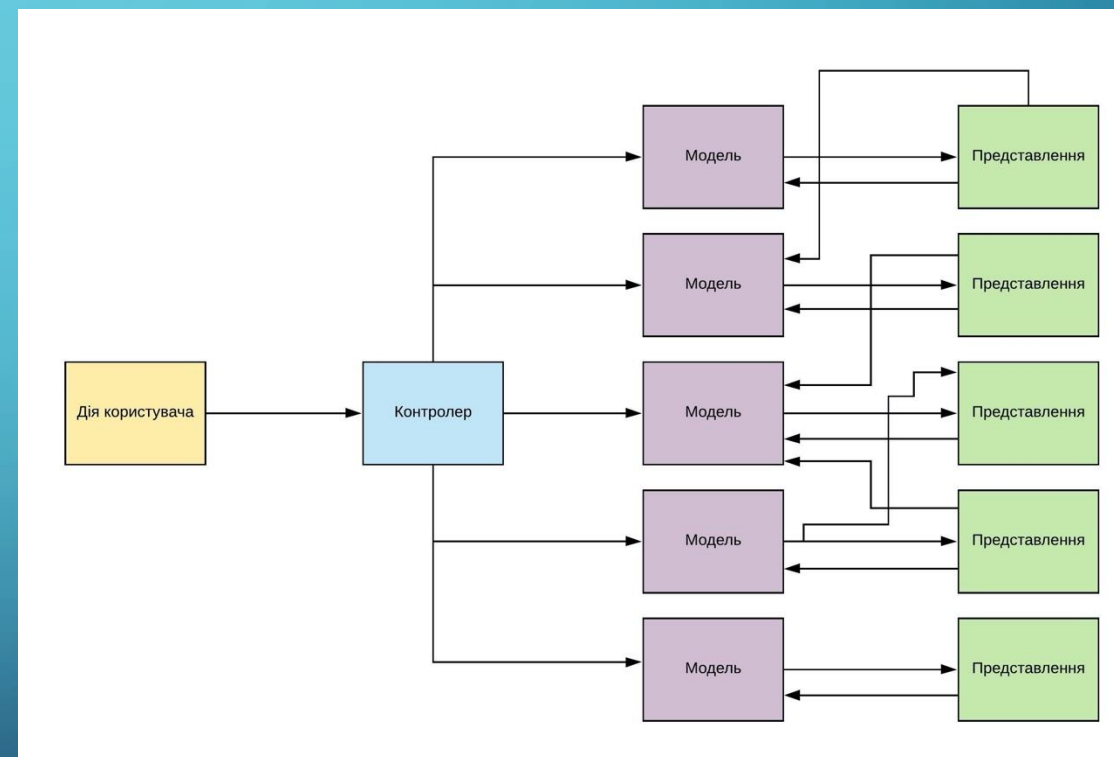 Модель
Представлення
Модель
Представлення
Дія користувача
Контролер
Модель
Представлення
Модель
Представлення
Модель
Представлення